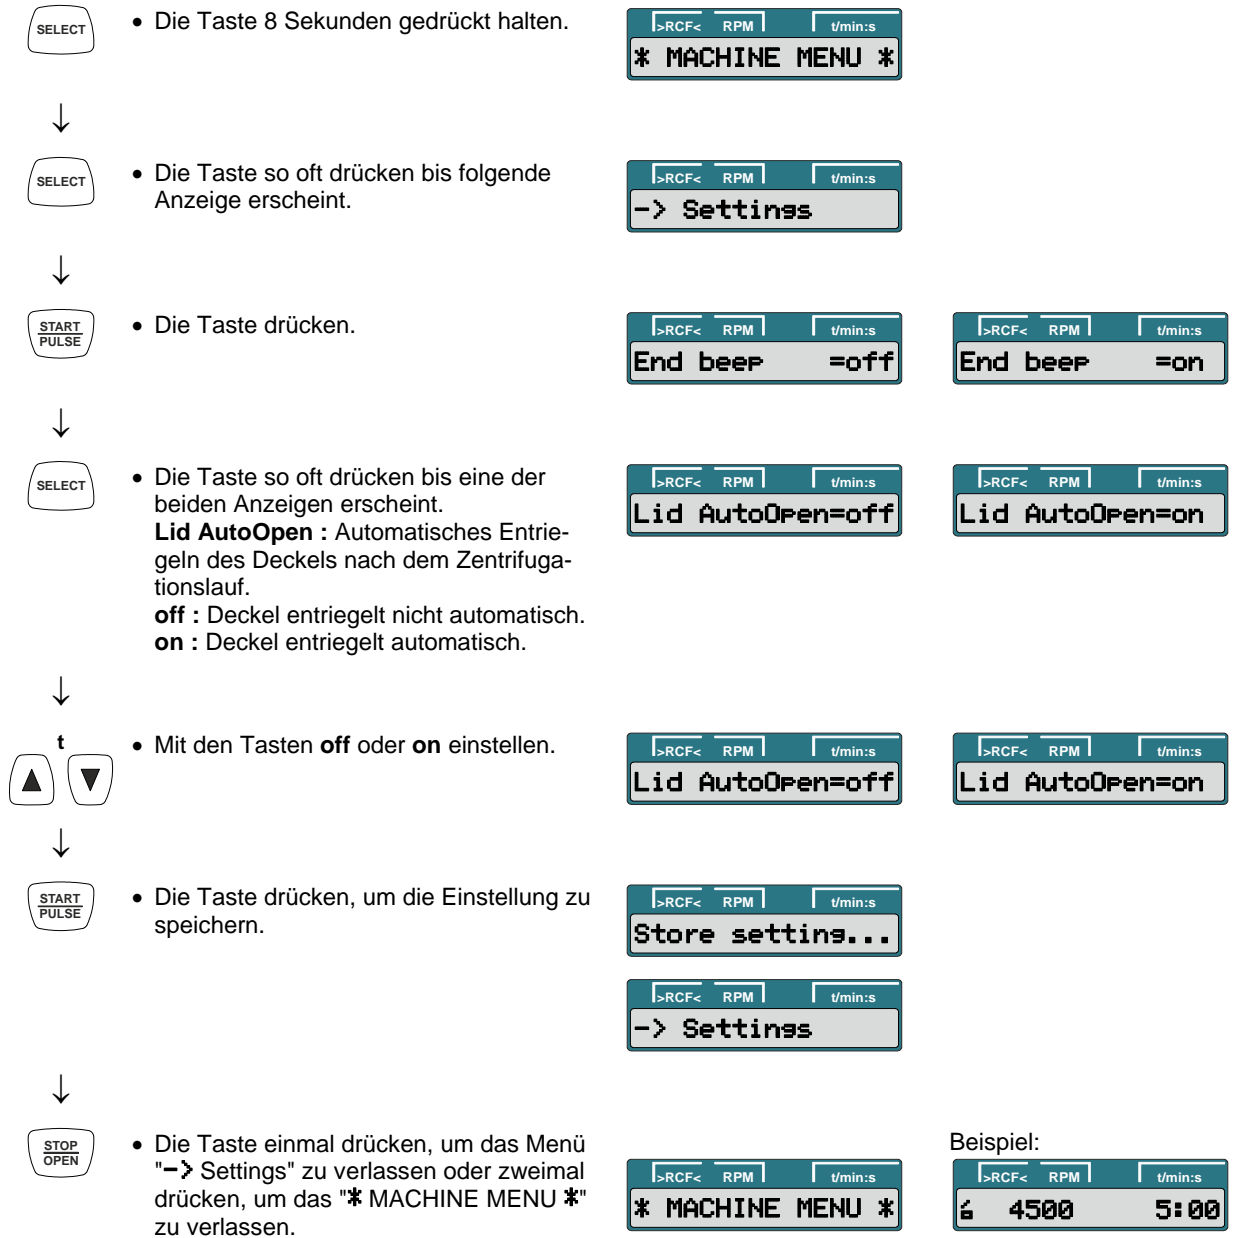 SELECT
• Die Taste 8 Sekunden gedrückt halten.
>RCF< RPM t/min:s
* MACHINE MENU *
↓
SELECT
• Die Taste so oft drücken bis folgende
Anzeige erscheint.
>RCF< RPM t/min:s
-> Settings
↓
START
PULSE
• Die Taste drücken.
>RCF< RPM t/min:s
End beep =off
>RCF< RPM t/min:s
End beep =on
↓
SELECT
• Die Taste so oft drücken bis eine der
beiden Anzeigen erscheint.
Lid AutoOpen : Automatisches Entrie-
geln des Deckels nach dem Zentrifuga-
tionslauf.
off : Deckel entriegelt nicht automatisch.
on : Deckel entriegelt automatisch.
>RCF< RPM t/min:s
Lid AutoOpen=off
>RCF< RPM t/min:s
Lid AutoOpen=on
↓
t
▲ ▼
• Mit den Tasten off oder on einstellen.
>RCF< RPM t/min:s
Lid AutoOpen=off
>RCF< RPM t/min:s
Lid AutoOpen=on
↓
START
PULSE
• Die Taste drücken, um die Einstellung zu
speichern.
>RCF< RPM t/min:s
Store setting...
>RCF< RPM t/min:s
-> Settings
↓
STOP
OPEN
• Die Taste einmal drücken, um das Menü
"-> Settings" zu verlassen oder zweimal
drücken, um das "* MACHINE MENU *"
zu verlassen.
>RCF< RPM t/min:s
* MACHINE MENU *
Beispiel:
>RCF< RPM t/min:s
4500 5:00